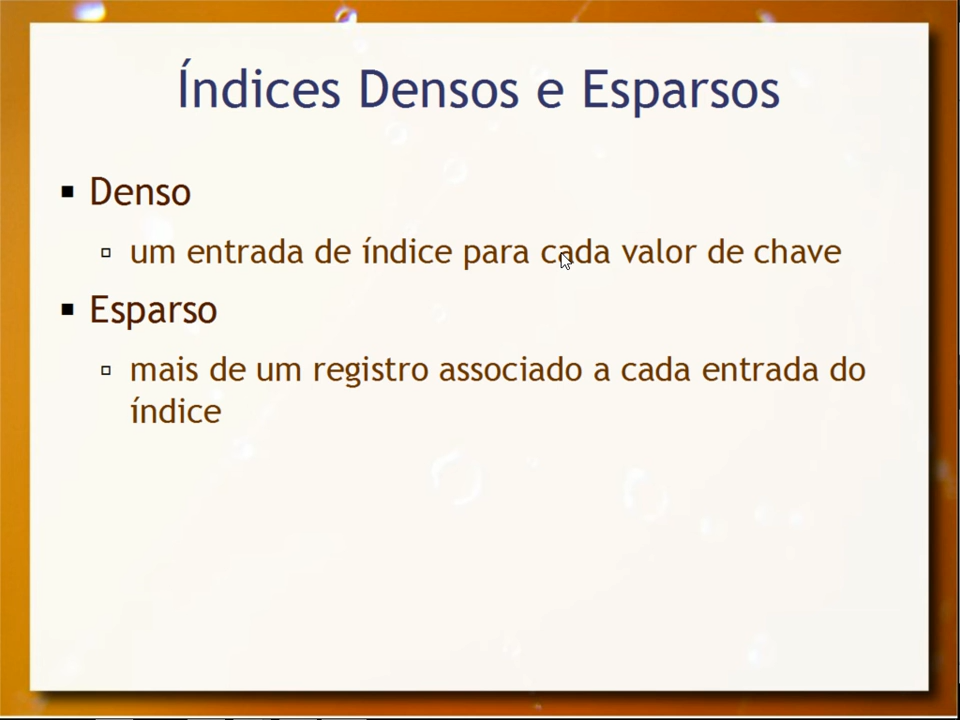 Índices Densos e Esparsos
Denso
um entrada de índice para cada valor de chave
Esparso
mais de um registro associado a cada entrada do
índice